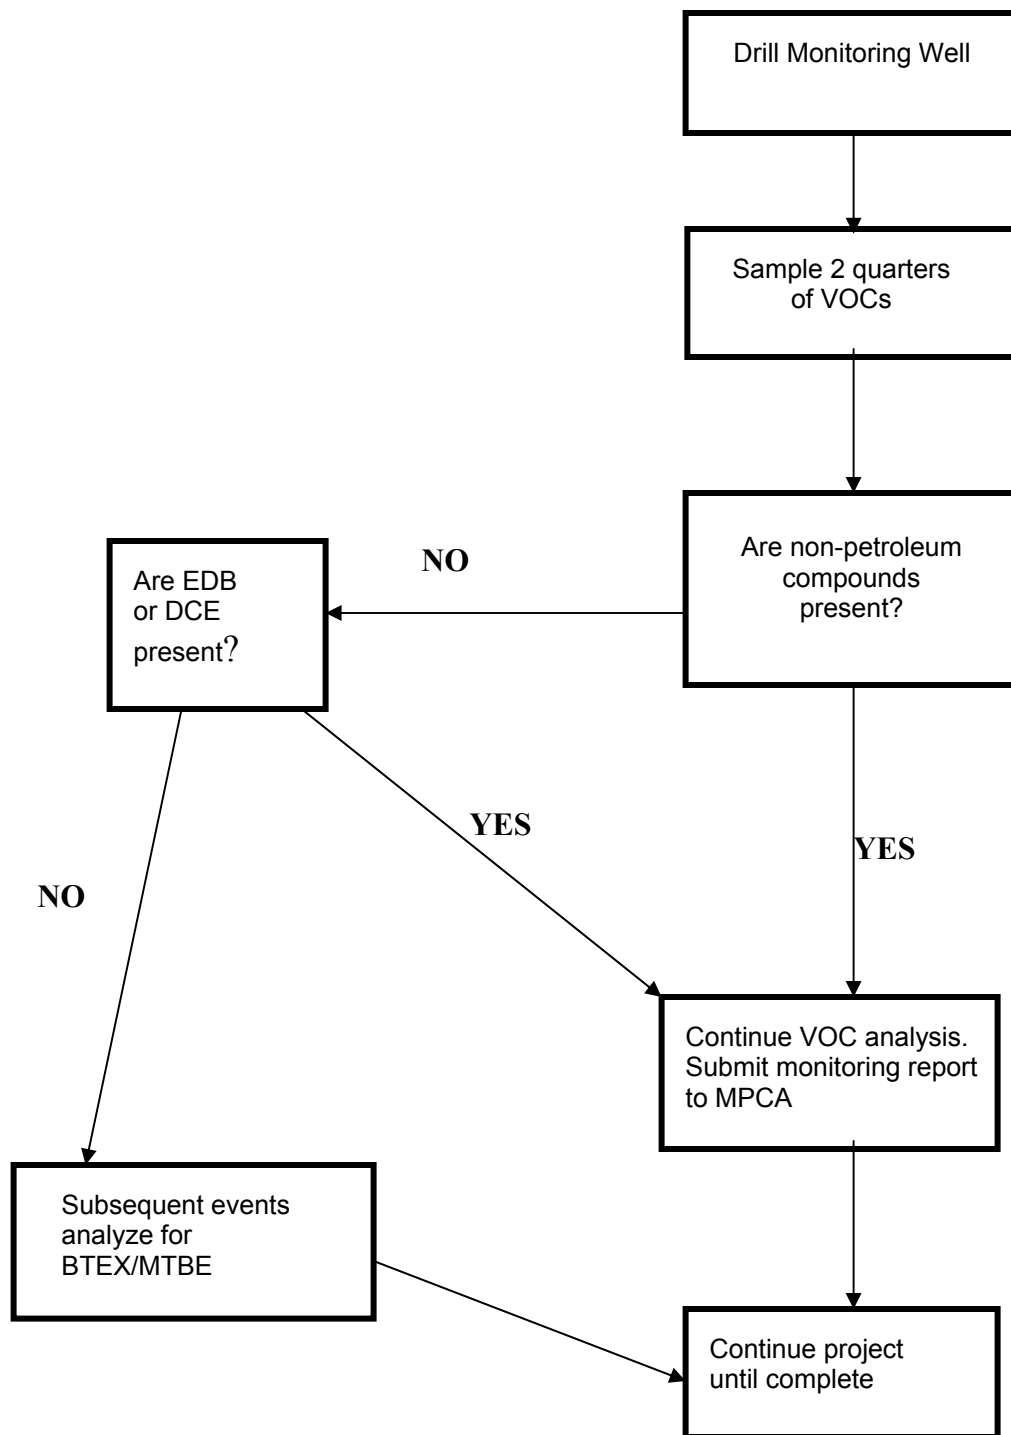 Drill Monitoring Well
Sample 2 quarters
of VOCs
Are non-petroleum
compounds
present?
NO
Are EDB
or DCE
present?
YES
YES
NO
Continue VOC analysis.
Submit monitoring report
to MPCA
Subsequent events
analyze for
BTEX/MTBE
Continue project
until complete